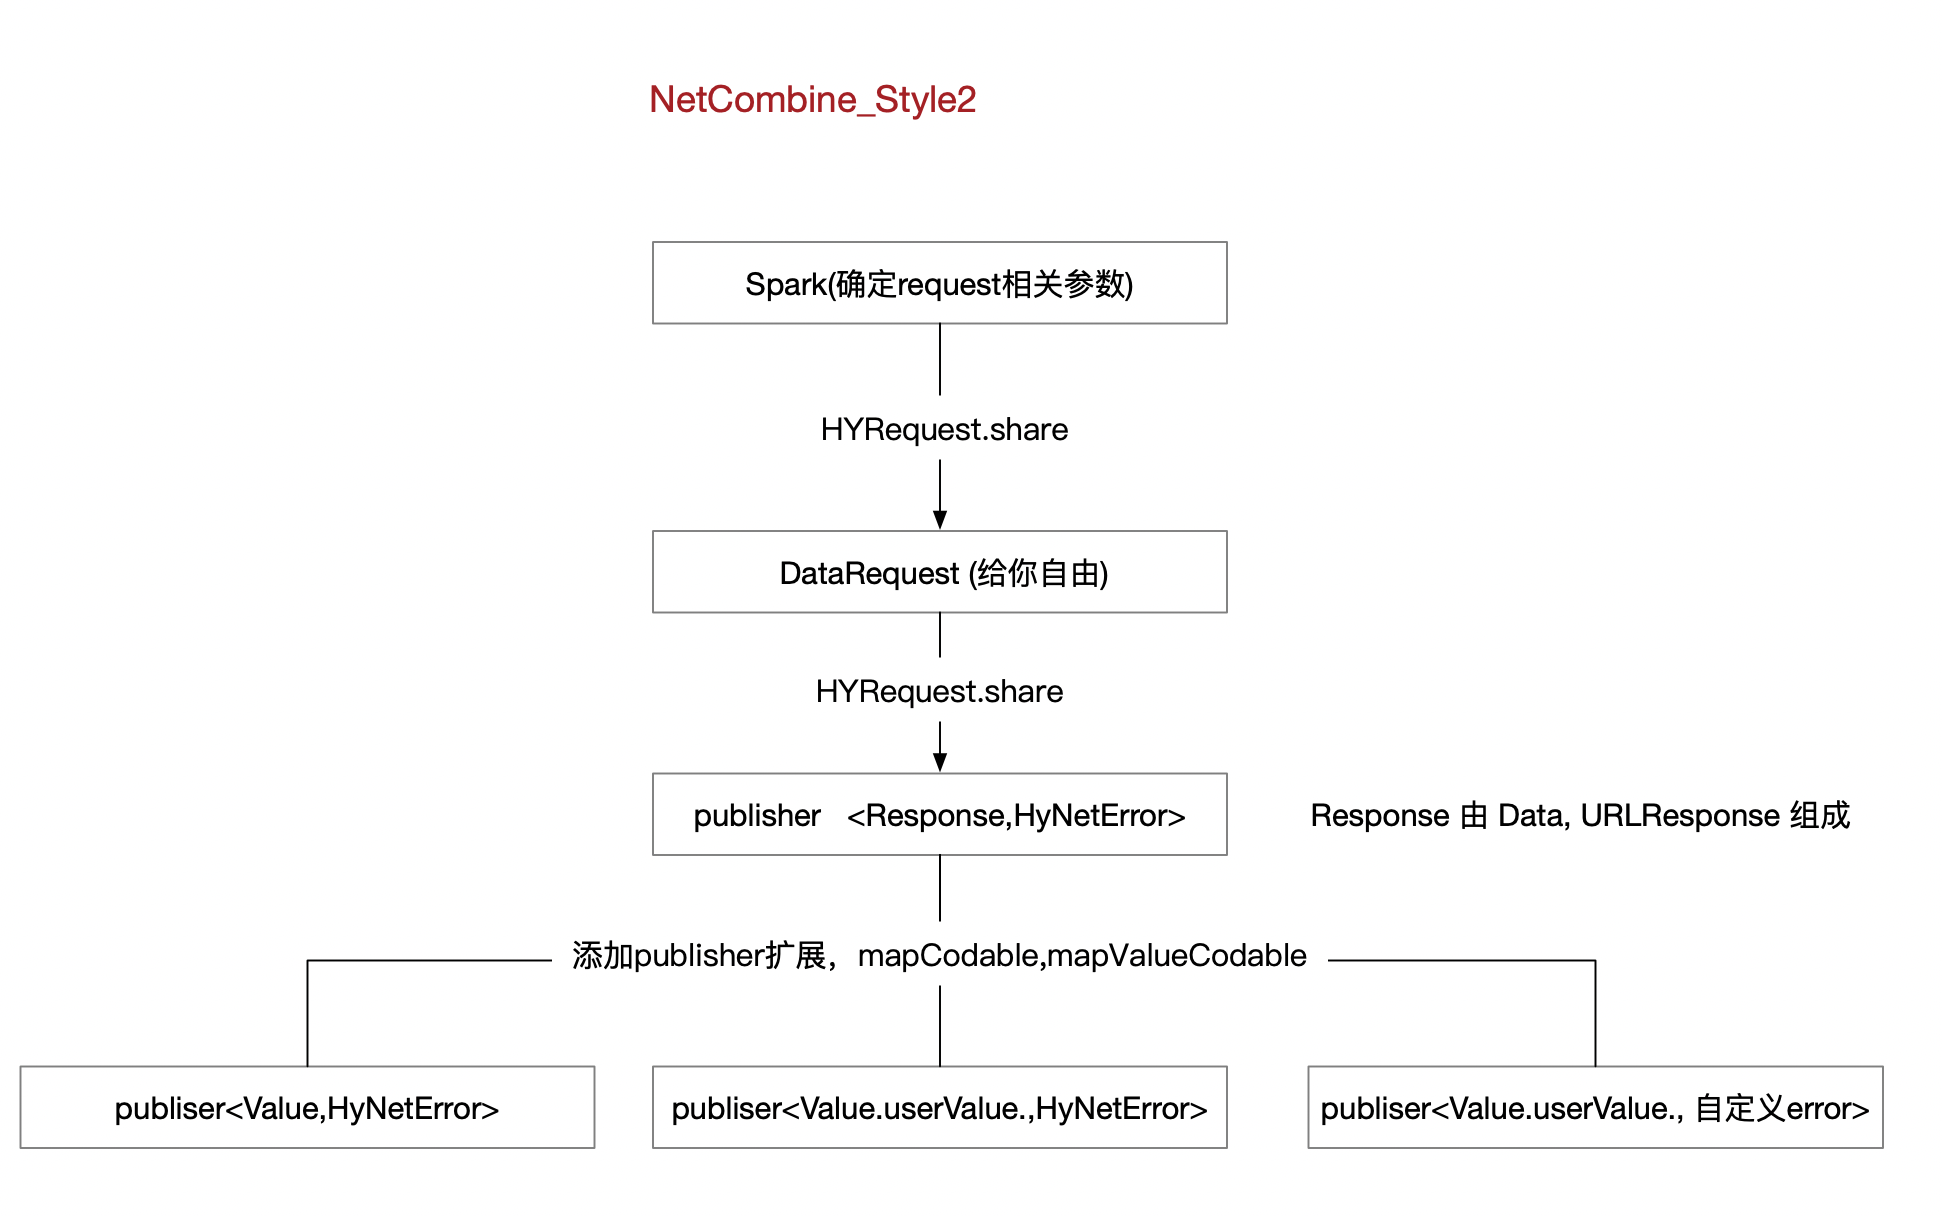 NetCombine_Style2
Spark(确定request相关参数)
HYRequest.share
DataRequest (给你自由)
HYRequest.share
publisher <Response,HyNetError>
Response 由 Data, URLResponse 组成
添加publisher扩展，mapCodable,mapValueCodable
publiser<Value,HyNetError>
publiser<Value.userValue.,HyNetError>
publiser<Value.userValue., 自定义error>